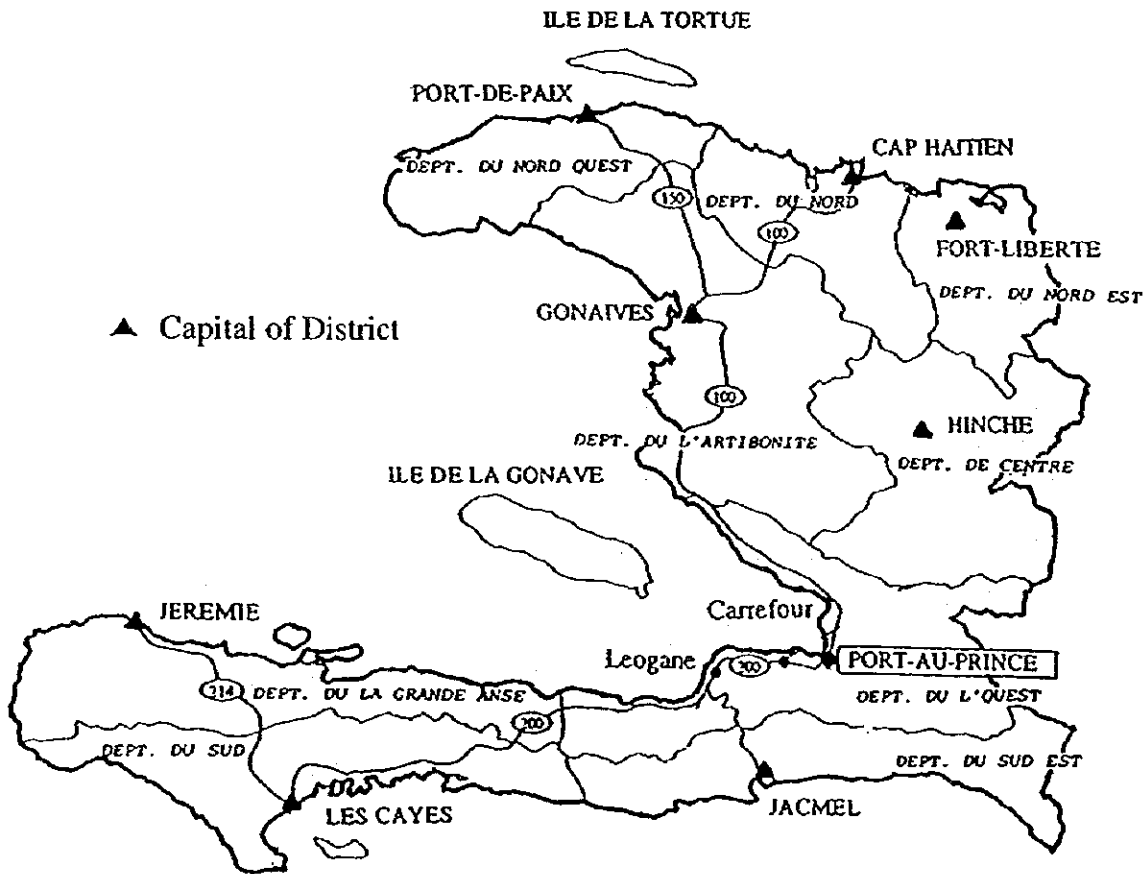 ILE DE LA TORTUE
PORT-DE-PAIX
CAP HAITIEN
DEPT. DU NORD QUEST
150
DEPT. DU NORD
100
FORT-LIBERTE
DEPT. DU NORD EST
GONAIVES
▲ Capital of District
100
HINCHE
DEPT. DU L'ARTIBONITE
DEPT. DE CENTRE
ILE DE LA GONAVE
JEREMIE
Carrefour
Leogane
200
PORT-AU-PRINCE
214
DEPT. DU LA GRANDE ANSE
DEPT. DU L'QUEST
200
DEPT. DU SUD
DEPT. DU SUD EST
LES CAYES
JACMEL